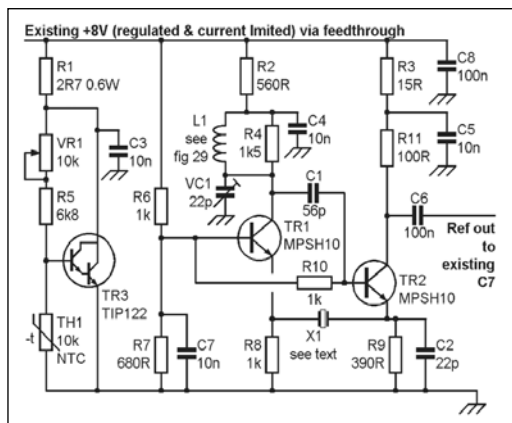 Existing +8V (regulated & current lmited) via feedthrough
R1
2R7 0.6W
VR1
10k
R5
6k8
TH1
10k
NTC
-t
C3
10n
TR3
TIP122
R6
1k
R7
680R
C7
10n
R2
560R
L1
see
fig 29
R4
1k5
C4
10n
VC1
22p
C1
56p
TR1
MPSH10
R10
1k
R8
1k
X1
see text
R3
15R
C8
100n
R11
100R
C5
10n
C6
100n
Ref out
to
existing
C7
TR2
MPSH10
R9
390R
C2
22p